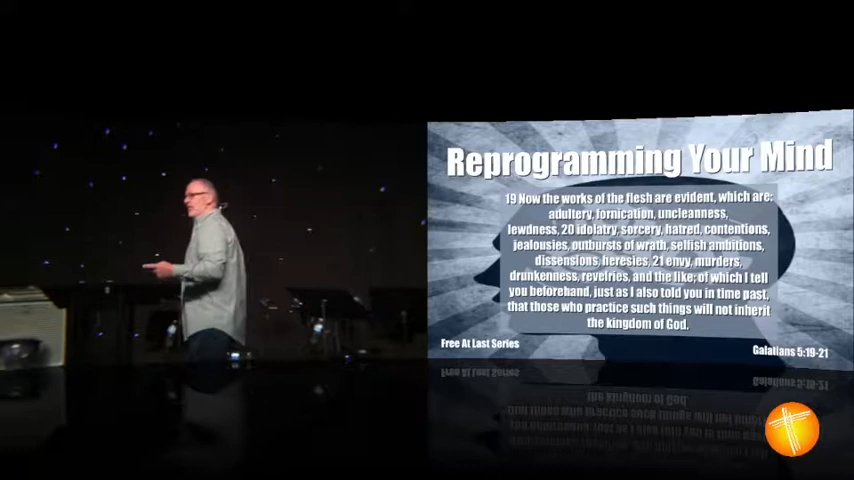 Reprogramming Your Mind
19 Now the works of the flesh are evident, which are:
adultery, fornication, uncleanness,
lewdness, 20 idolatry, sorcery, hatred, contentions,
jealousies, outbursts of wrath, selfish ambitions,
dissensions, heresies, 21 envy, murders,
drunkenness, revelries, and the like; of which I tell
you beforehand, just as I also told you in time past,
that those who practice such things will not inherit
the kingdom of God.
Free At Last Series
Galatians 5:19-21